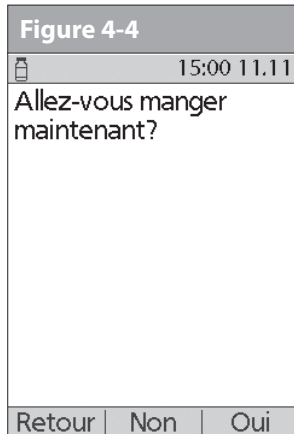 Figure 4-4
15:00 11.11
Allez-vous manger
maintenant?
Retour | Non | Oui